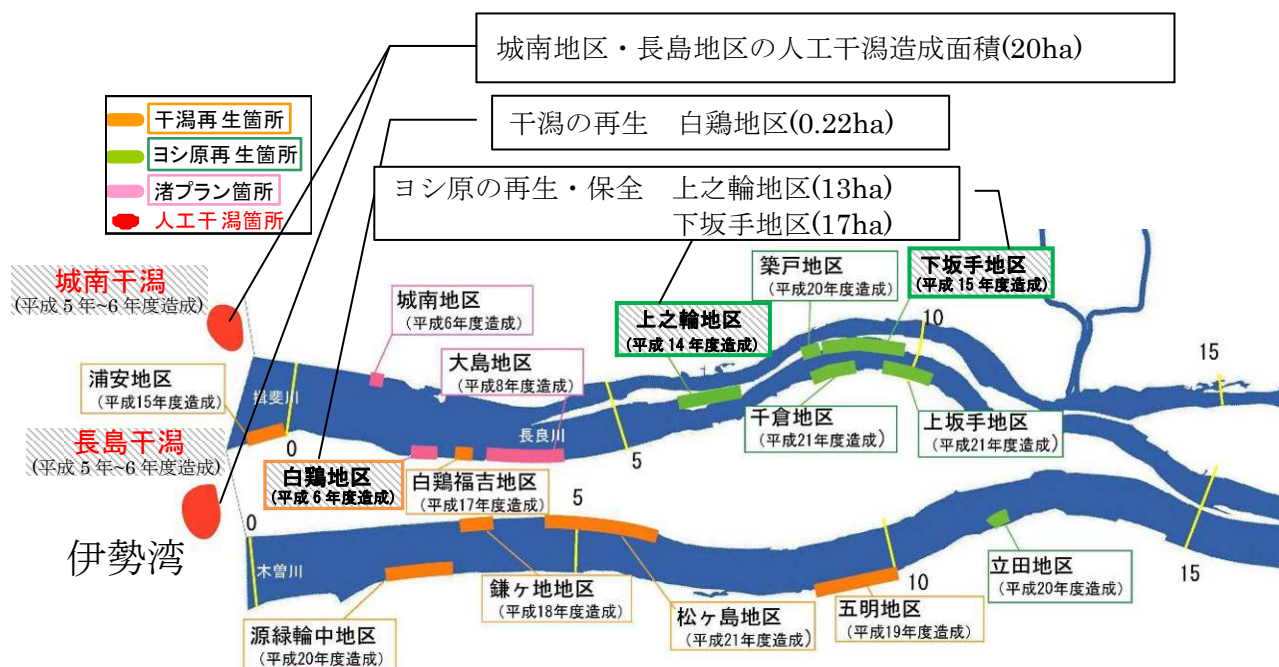 城南地区・長島地区の人工干潟造成面積(20ha)
干潟の再生　白鶏地区(0.22ha)
ヨシ原の再生・保全　上之輪地区(13ha)
下坂手地区(17ha)
干潟再生箇所
ヨシ原再生箇所
渚プラン箇所
人工干潟箇所
城南干潟
(平成5年~6年度造成)
城南地区
(平成6年度造成)
築戸地区
(平成20年度造成)
下坂手地区
(平成15年度造成)
上之輪地区
(平成14年度造成)
10
15
浦安地区
(平成15年度造成)
揖斐川
大島地区
(平成8年度造成)
長良川
千倉地区
(平成21年度造成)
上坂手地区
(平成21年度造成)
0
5
長島干潟
(平成5年~6年度造成)
白鶏地区
(平成6年度造成)
白鶏福吉地区
(平成17年度造成)
0
5
伊勢湾
木曽川
10
15
鎌ヶ地地区
(平成18年度造成)
立田地区
(平成20年度造成)
源緑輪中地区
(平成20年度造成)
松ヶ島地区
(平成21年度造成)
五明地区
(平成19年度造成)